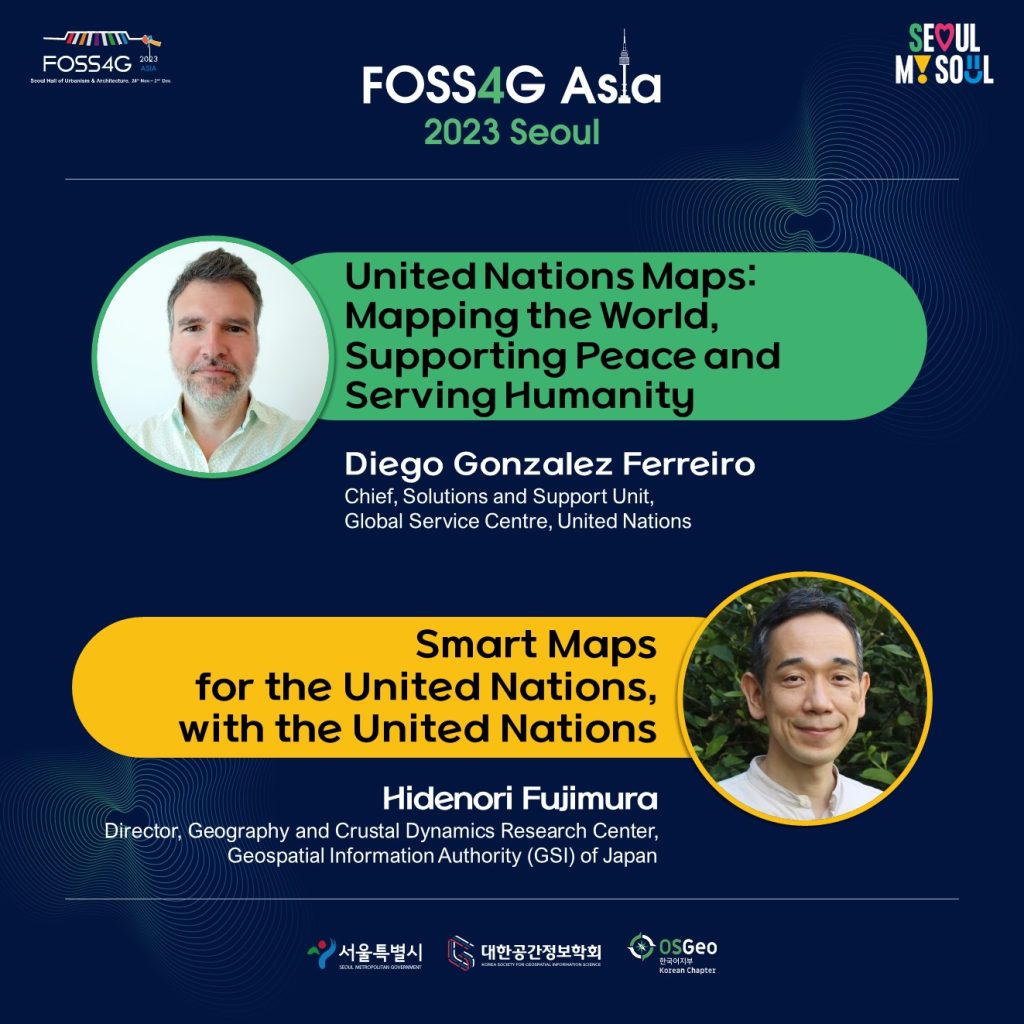 FOSS4G 2023 ASIA
Seoul Hall of Urbanism & Architecture, 28th Nov - 2nd Dec
SEOUL
MY SOUL
FOSS4G Asia
2023 Seoul
United Nations Maps:
Mapping the World,
Supporting Peace and
Serving Humanity
Diego Gonzalez Ferreiro
Chief, Solutions and Support Unit,
Global Service Centre, United Nations
Smart Maps
for the United Nations,
with the United Nations
Hidenori Fujimura
Director, Geography and Crustal Dynamics Research Center,
Geospatial Information Authority (GSI) of Japan
서울특별시
SEOUL METROPOLITAN GOVERNMENT
대한공간정보학회
KOREA SOCIETY FOR GEOSPATIAL INFORMATION SCIENCE
OSGeo
한국어지부
Korean Chapter